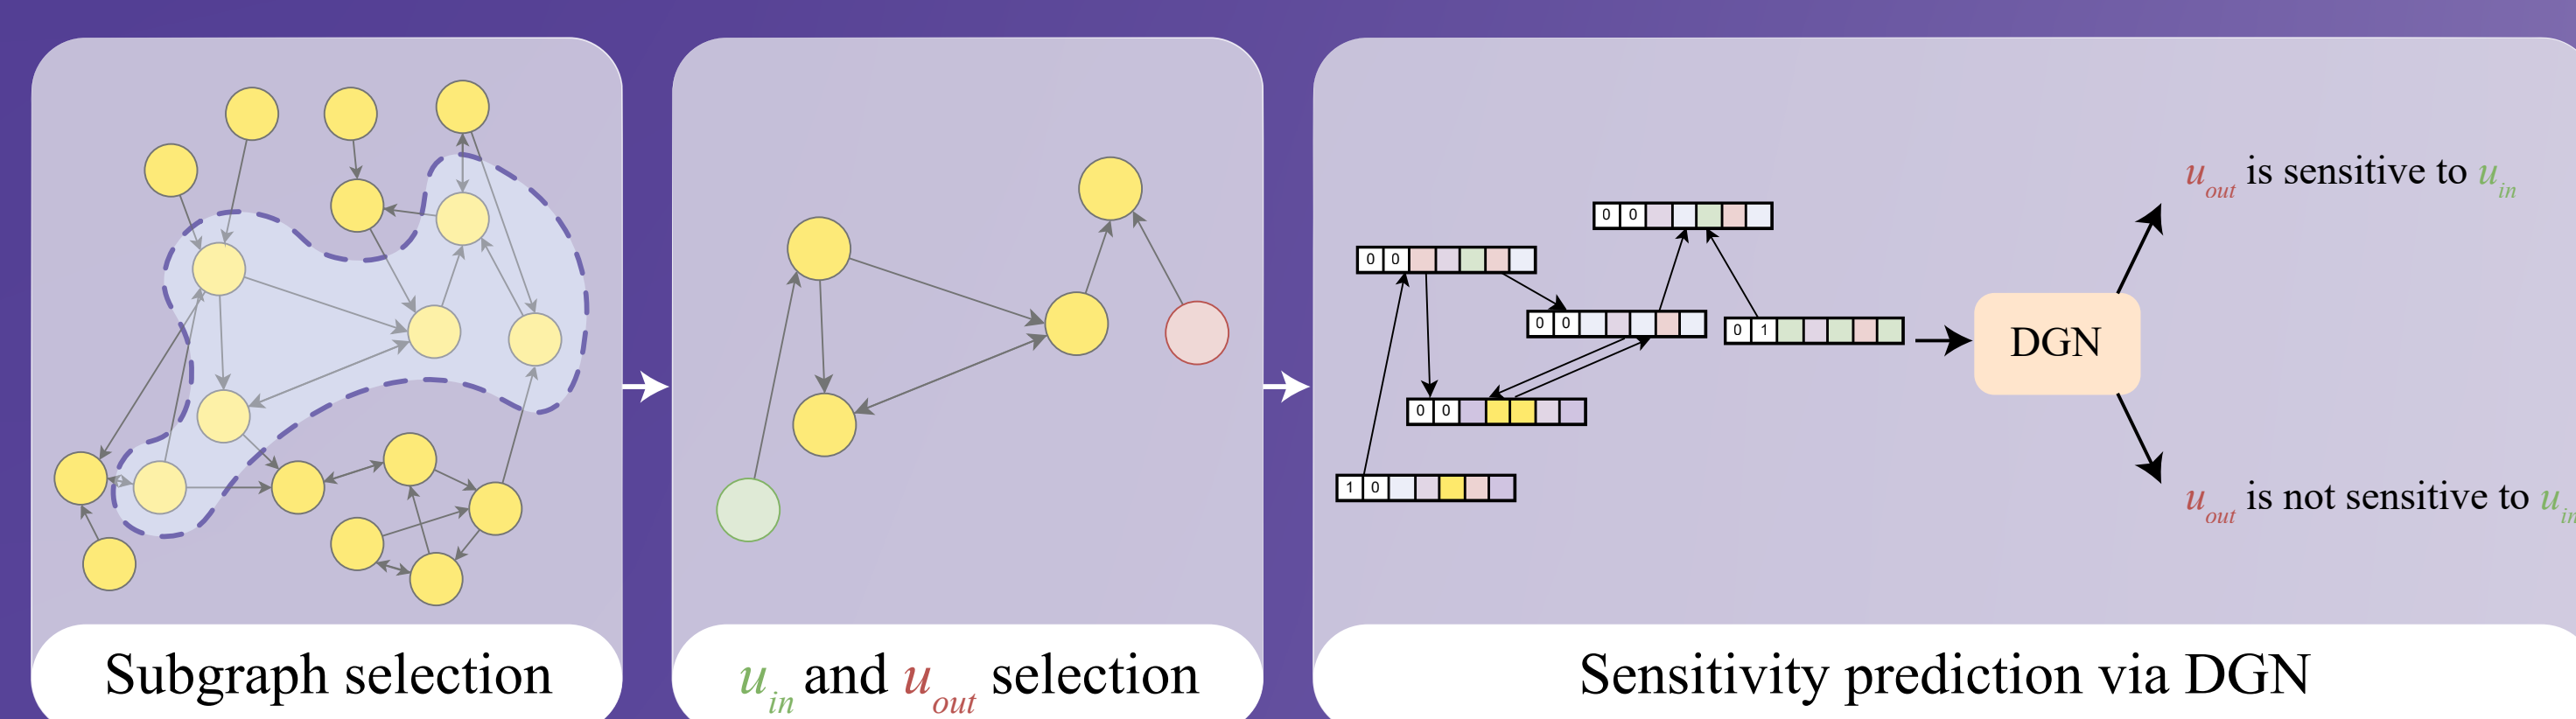 0 0
0 0
0 0
0 1
0 0
1 0
DGN
u_out is sensitive to u_in
u_out is not sensitive to u_in
Subgraph selection
u_in and u_out selection
Sensitivity prediction via DGN